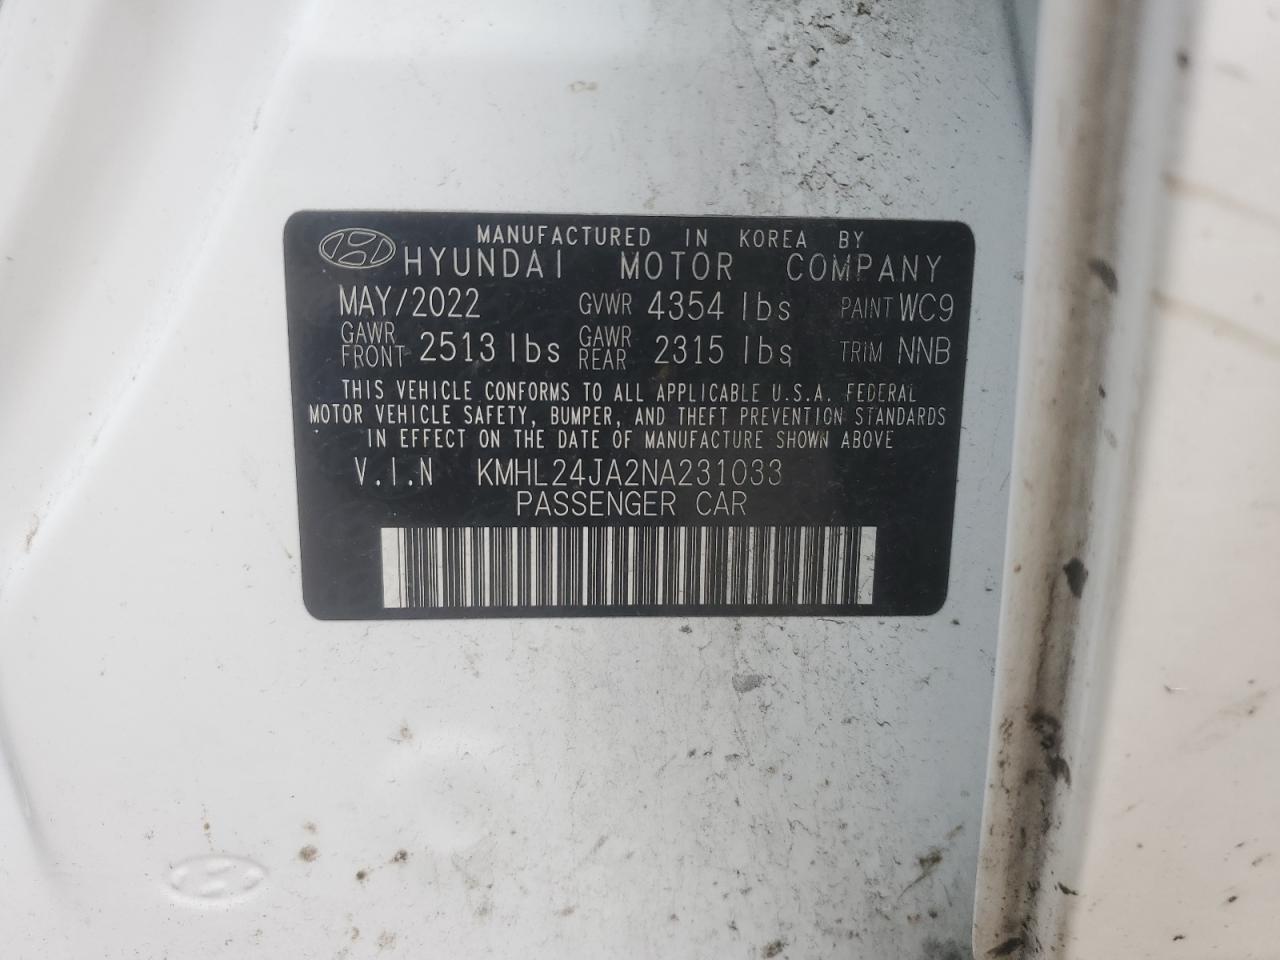 MANUFACTURED IN KOREA BY
HYUNDAI MOTOR COMPANY
MAY/2022 GVWR 4354 lbs PAINT WC9
GAWR FRONT 2513 lbs GAWR REAR 2315 lbs TRIM NNB
THIS VEHICLE CONFORMS TO ALL APPLICABLE U.S.A. FEDERAL
MOTOR VEHICLE SAFETY, BUMPER, AND THEFT PREVENTION STANDARDS
IN EFFECT ON THE DATE OF MANUFACTURE SHOWN ABOVE
V.I.N KMHL24JA2NA231033
PASSENGER CAR